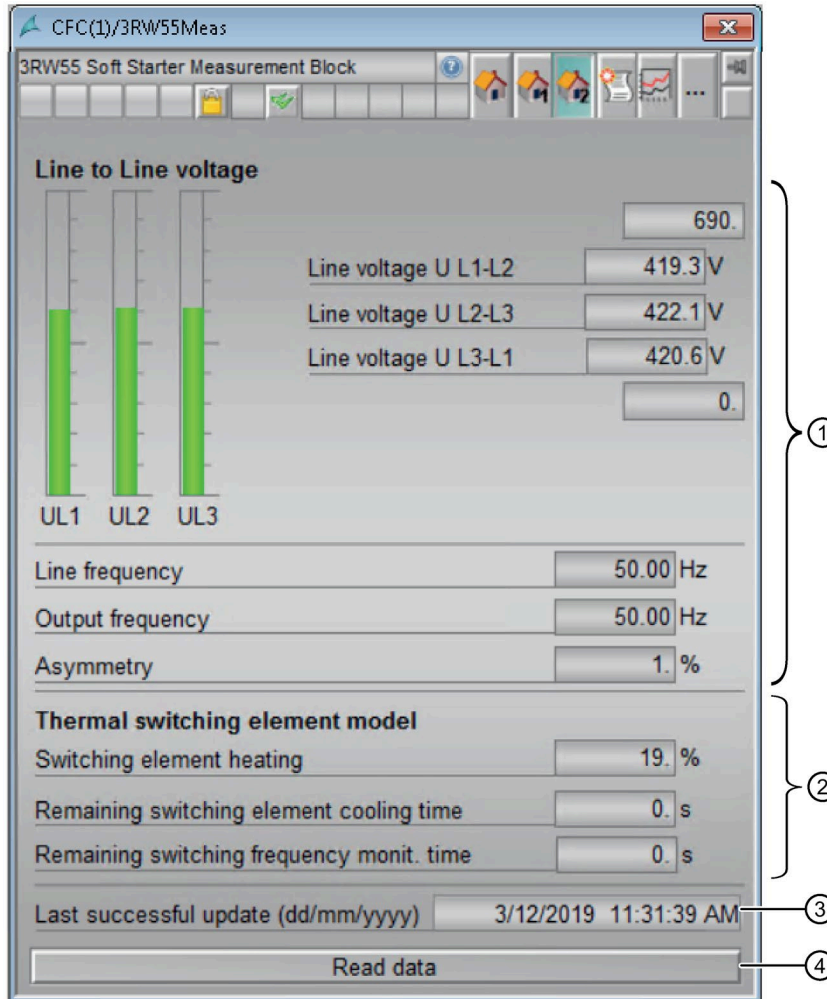 CFC(1)/3RW55Meas
3RW55 Soft Starter Measurement Block
...
Line to Line voltage
690.
Line voltage U L1-L2 419.3 V
Line voltage U L2-L3 422.1 V
Line voltage U L3-L1 420.6 V
0.
①
UL1 UL2 UL3
Line frequency 50.00 Hz
Output frequency 50.00 Hz
Asymmetry 1. %
Thermal switching element model
Switching element heating 19. %
②
Remaining switching element cooling time 0. s
Remaining switching frequency monit. time 0. s
Last successful update (dd/mm/yyyy) 3/12/2019 11:31:39 AM ③
Read data ④